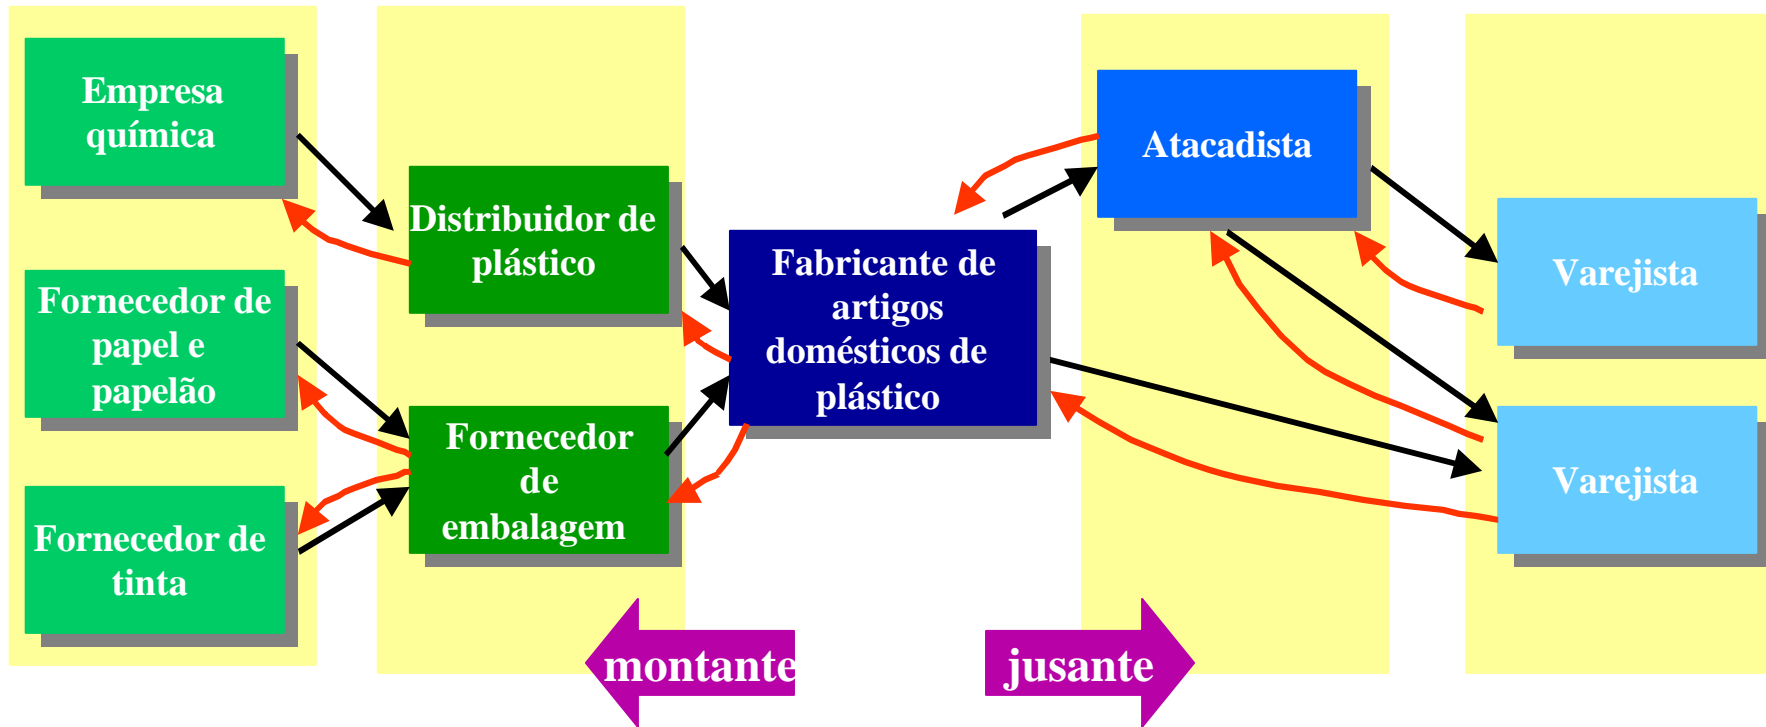 Empresa
química
Fornecedor de
papel e
papelão
Fornecedor de
tinta
Distribuidor de
plástico
Fornecedor
de
embalagem
Fabricante de
artigos
domésticos de
plástico
Atacadista
Varejista
Varejista
montante
jusante